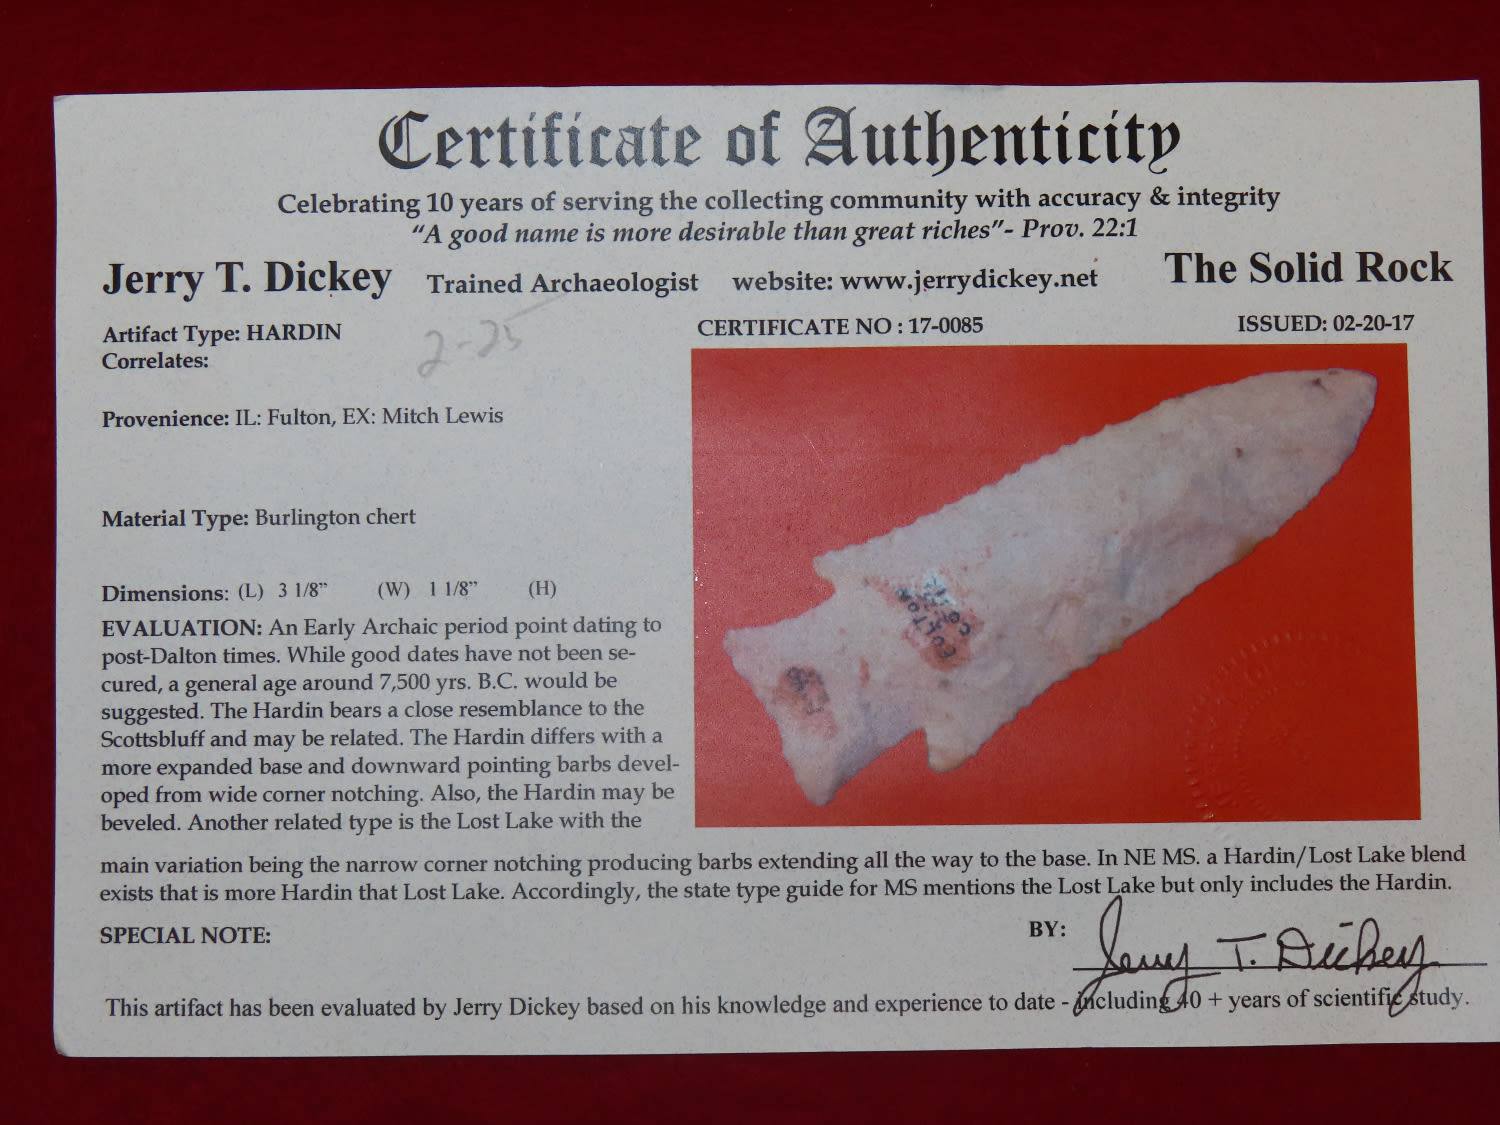 Certificate of Authenticity
Celebrating 10 years of serving the collecting community with accuracy & integrity
“A good name is more desirable than great riches”- Prov. 22:1
Jerry T. Dickey Trained Archaeologist website: www.jerrydickey.net The Solid Rock
Artifact Type: HARDIN
2-25
CERTIFICATE NO : 17-0085 ISSUED: 02-20-17
Correlates:
Provenience: IL: Fulton, EX: Mitch Lewis
Material Type: Burlington chert
Dimensions: (L) 3 1/8” (W) 1 1/8” (H)
EVALUATION: An Early Archaic period point dating to
post-Dalton times. While good dates have not been se-
cured, a general age around 7,500 yrs. B.C. would be
suggested. The Hardin bears a close resemblance to the
Scottsbluff and may be related. The Hardin differs with a
more expanded base and downward pointing barbs devel-
oped from wide corner notching. Also, the Hardin may be
beveled. Another related type is the Lost Lake with the
FULTON
CO
main variation being the narrow corner notching producing barbs extending all the way to the base. In NE MS. a Hardin/Lost Lake blend
exists that is more Hardin that Lost Lake. Accordingly, the state type guide for MS mentions the Lost Lake but only includes the Hardin.
SPECIAL NOTE:
BY: Jerry T. Dickey
This artifact has been evaluated by Jerry Dickey based on his knowledge and experience to date - including 40 + years of scientific study.